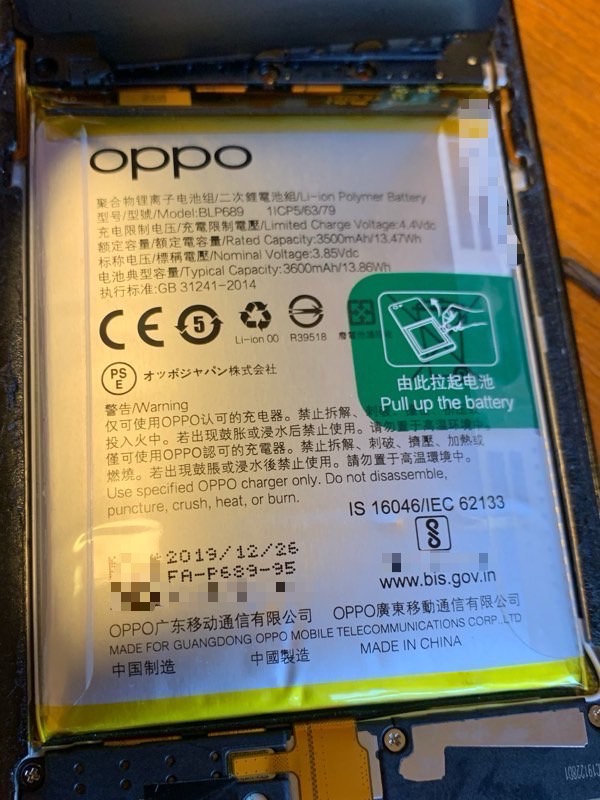 oppo
聚合物锂离子电池组/二次鋰電池組/Li-ion Polymer Battery
型号/型號/Model:BLP689 1ICP5/63/79
充电限制电压/充電限制電壓/Limited Charge Voltage:4.4Vdc
额定容量/額定電容量/Rated Capacity:3500mAh/13.47Wh
标称电压/標稱電壓/Nominal Voltage:3.85Vdc
电池典型容量/Typical Capacity:3600mAh/13.86Wh
执行标准:GB 31241-2014
CE 5
Li-ion 00 R39518
由此拉起电池
Pull up the battery
PS E オッポジャパン株式会社
警告/Warning
仅可使用OPPO认可的充电器。禁止拆解、
投入火中。若出现鼓胀或浸水后禁止使用。请勿置于高温环境中。
僅可使用OPPO認可的充電器。禁止拆解、刺破、擠壓、加熱或
燃燒。若出現鼓脹或浸水後禁止使用。請勿置于高溫環境中。
Use specified OPPO charger only. Do not disassemble,
puncture, crush, heat, or burn.
IS 16046/IEC 62133
2019/12/26
FA-P689-95
www.bis.gov.in
OPPO广东移动通信有限公司 OPPO廣東移動通信有限公司
MADE FOR GUANGDONG OPPO MOBILE TELECOMMUNICATIONS CORP.,LTD
中国制造 中國製造 MADE IN CHINA